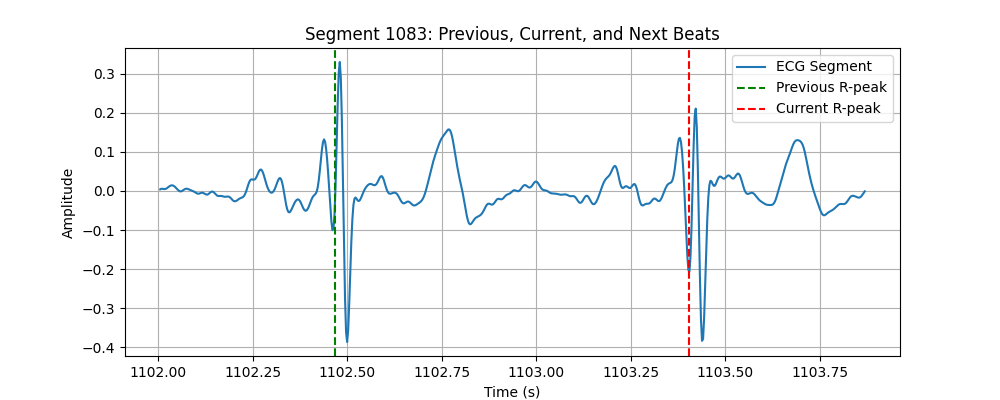 Segment 1083: Previous, Current, and Next Beats
ECG Segment
Previous R-peak
Current R-peak
Amplitude
0.3
0.2
0.1
0.0
−0.1
−0.2
−0.3
−0.4
1102.00 1102.25 1102.50 1102.75 1103.00 1103.25 1103.50 1103.75
Time (s)